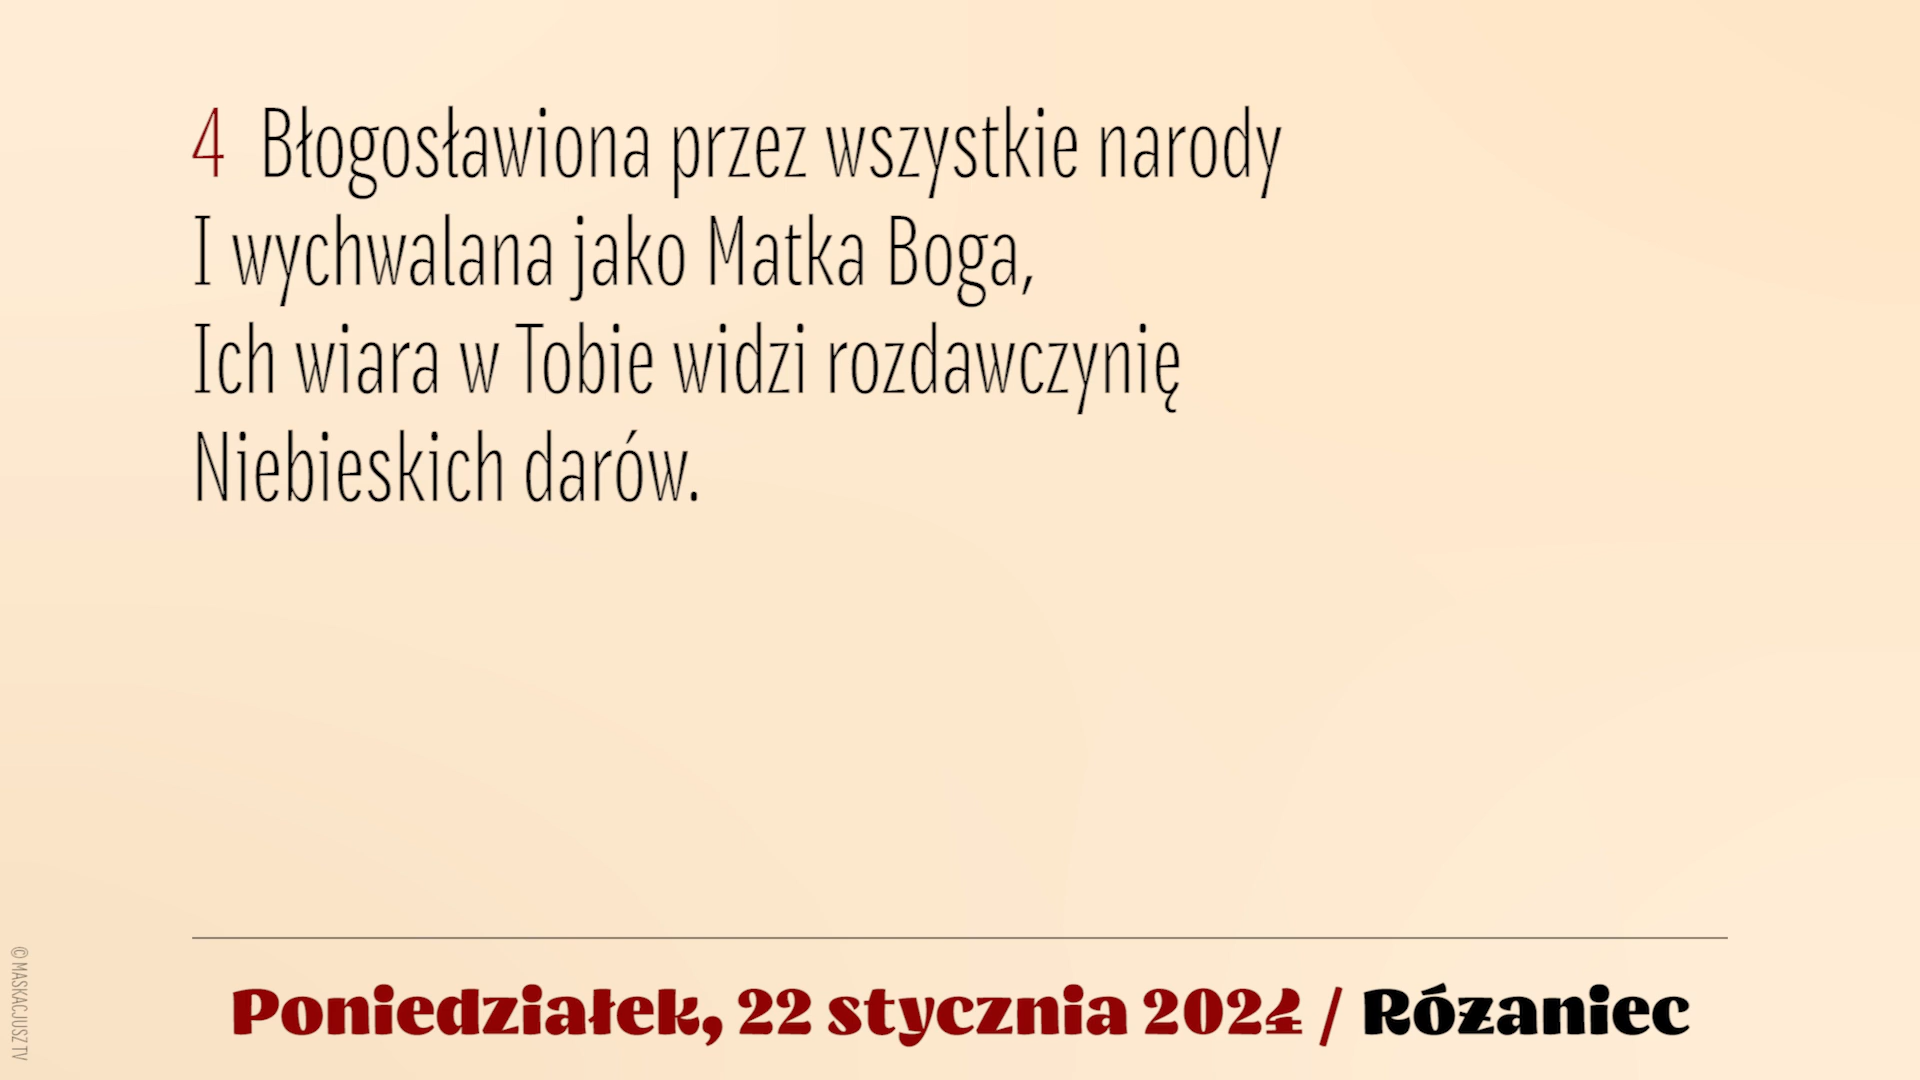 4 Błogosławiona przez wszystkie narody
I wychwalana jako Matka Boga,
Ich wiara w Tobie widzi rozdawczynię
Niebieskich darów.
Poniedziałek, 22 stycznia 2024 / Różaniec
© MASKACJUSZ TV